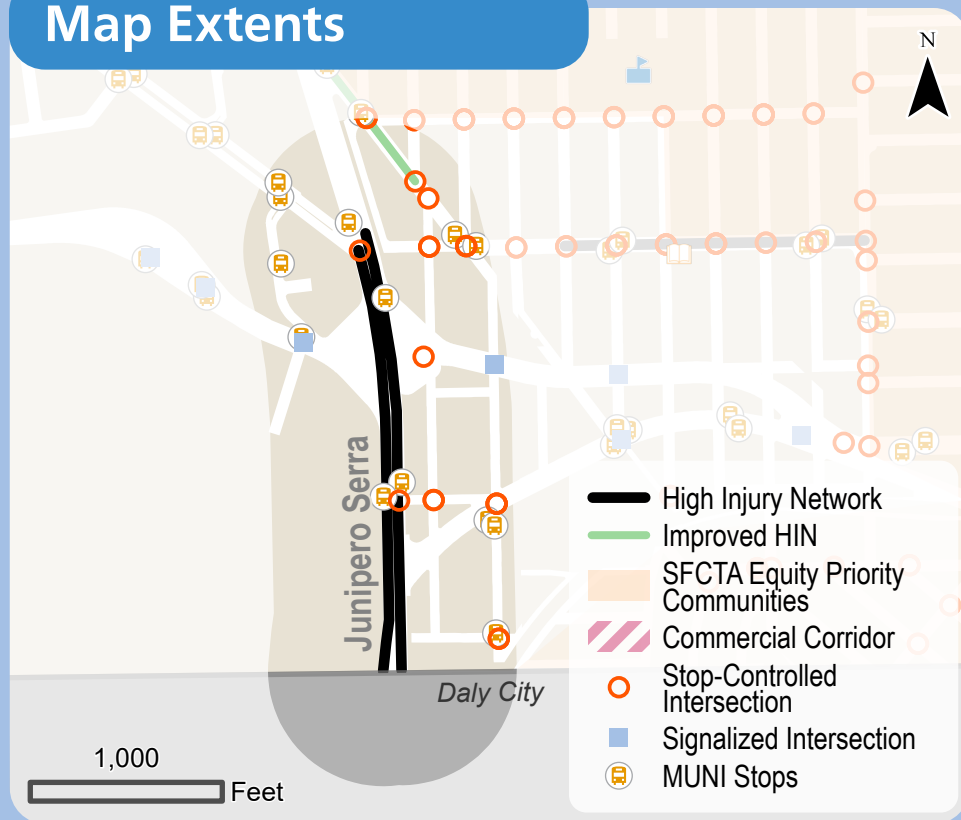 Map Extents
N
Junipero Serra
High Injury Network
Improved HIN
SFCTA Equity Priority
Communities
Commercial Corridor
Stop-Controlled
Intersection
Signalized Intersection
MUNI Stops
Daly City
1,000
Feet